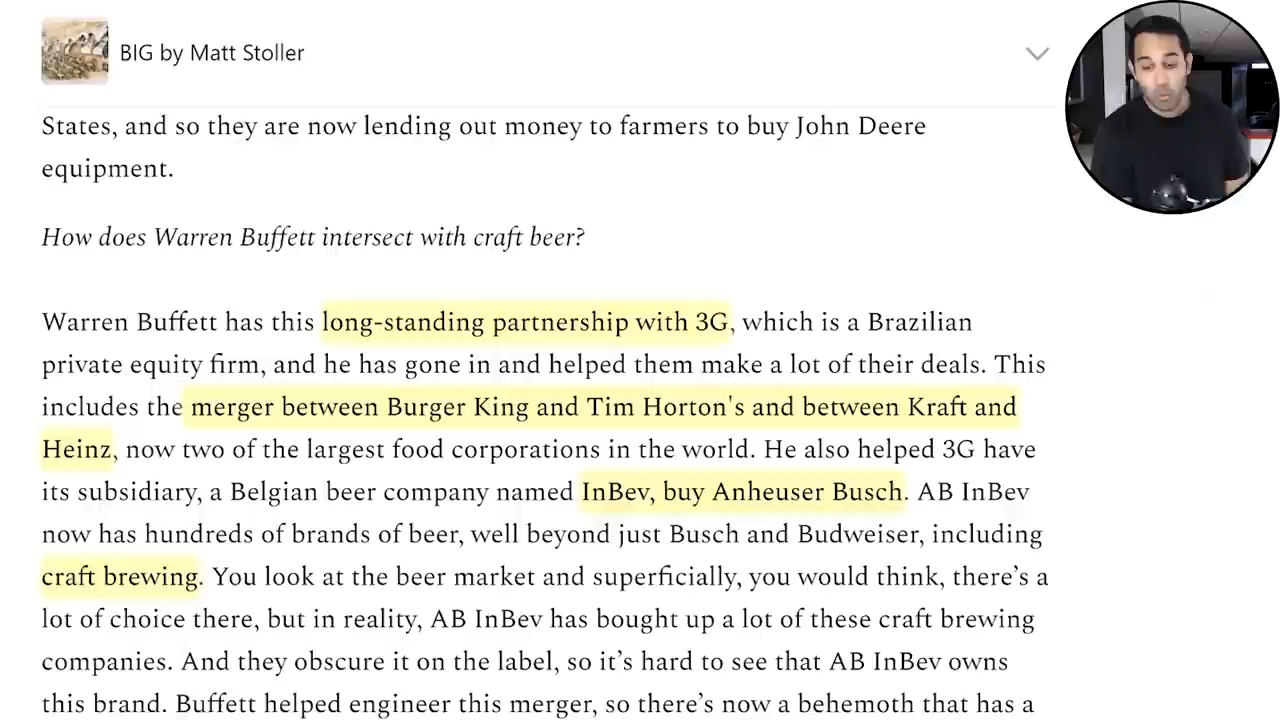 BIG by Matt Stoller
States, and so they are now lending out money to farmers to buy John Deere
equipment.
How does Warren Buffett intersect with craft beer?
Warren Buffett has this long-standing partnership with 3G, which is a Brazilian
private equity firm, and he has gone in and helped them make a lot of their deals. This
includes the merger between Burger King and Tim Horton's and between Kraft and
Heinz, now two of the largest food corporations in the world. He also helped 3G have
its subsidiary, a Belgian beer company named InBev, buy Anheuser Busch. AB InBev
now has hundreds of brands of beer, well beyond just Busch and Budweiser, including
craft brewing. You look at the beer market and superficially, you would think, there’s a
lot of choice there, but in reality, AB InBev has bought up a lot of these craft brewing
companies. And they obscure it on the label, so it’s hard to see that AB InBev owns
this brand. Buffett helped engineer this merger, so there’s now a behemoth that has a